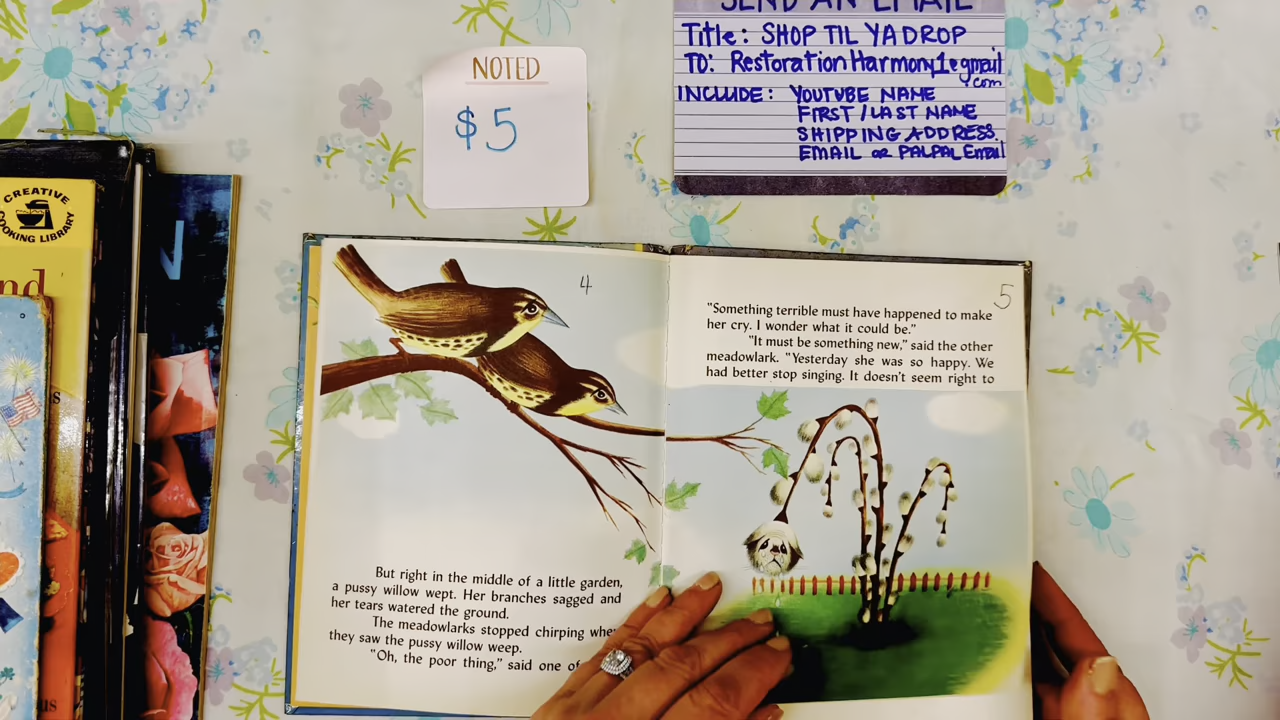 SEND AN EMAIL
Title: SHOP TIL YA DROP
TO: RestorationHarmony1@gmail
.com
INCLUDE: YOUTUBE NAME
FIRST/LAST NAME
SHIPPING ADDRESS.
EMAIL or PALPAL Email
NOTED
$5
CREATIVE
COOKING LIBRARY
nd
N
4
But right in the middle of a little garden,
a pussy willow wept. Her branches sagged and
her tears watered the ground.
The meadowlarks stopped chirping whe
they saw the pussy willow weep.
"Oh, the poor thing," said one of
5
"Something terrible must have happened to make
her cry. I wonder what it could be."
"It must be something new," said the other
meadowlark. "Yesterday she was so happy. We
had better stop singing. It doesn't seem right to